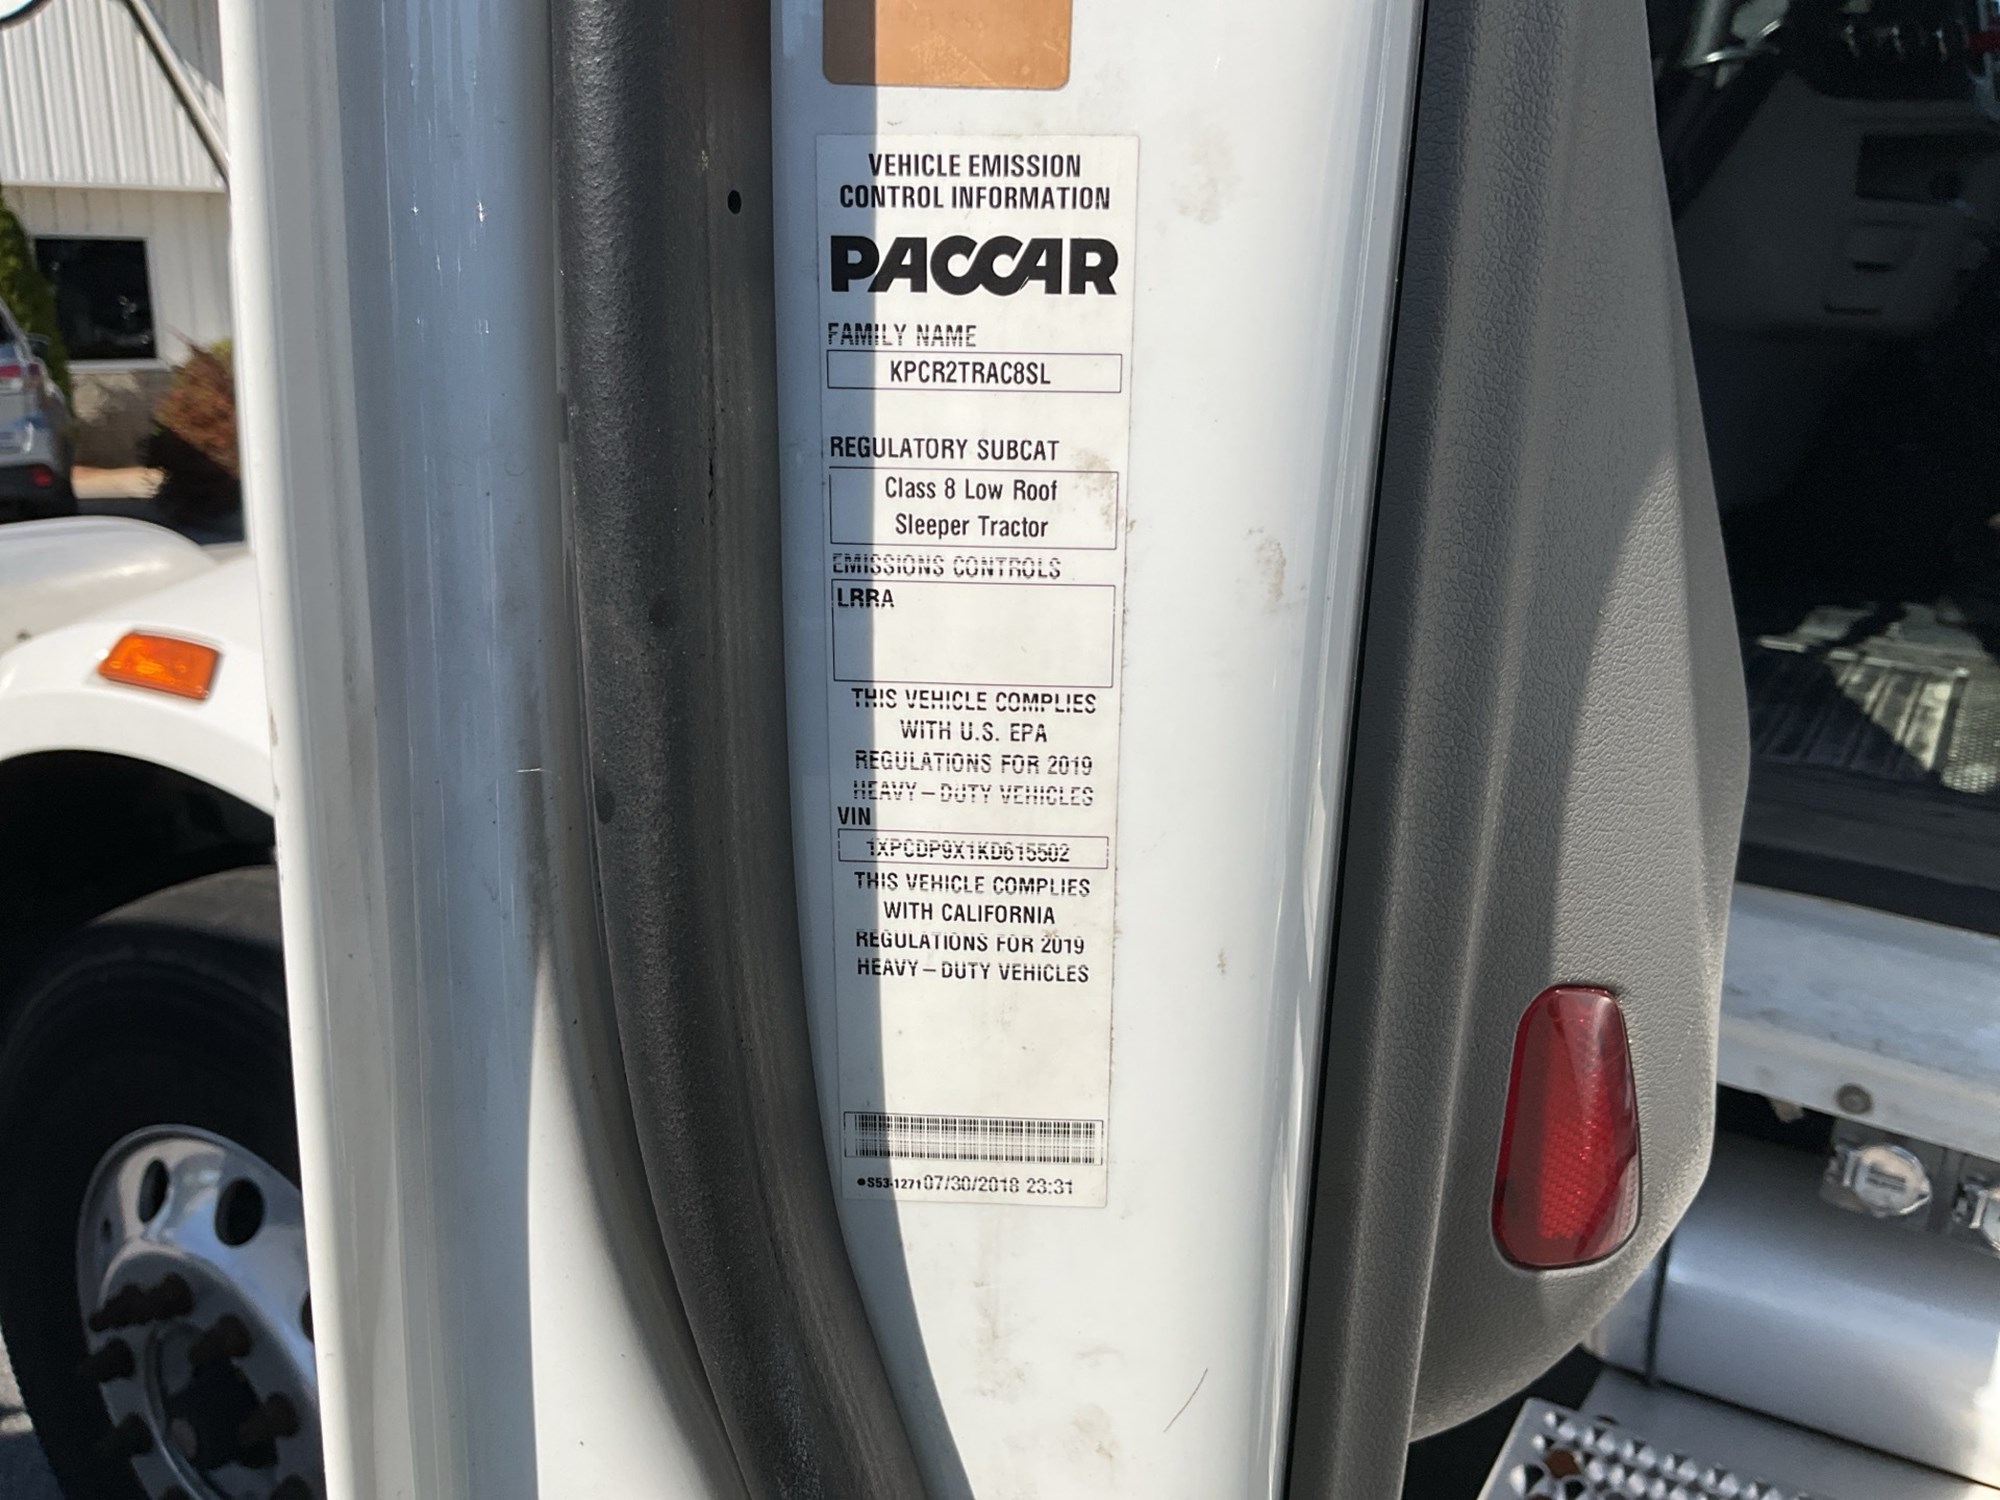 VEHICLE EMISSION
CONTROL INFORMATION
PACCAR
FAMILY NAME
KPCR2TRAC8SL
REGULATORY SUBCAT
Class 8 Low Roof
Sleeper Tractor
EMISSIONS CONTROLS
LRRA
THIS VEHICLE COMPLIES
WITH U.S. EPA
REGULATIONS FOR 2019
HEAVY – DUTY VEHICLES
VIN
1XPCDP9X1KD615502
THIS VEHICLE COMPLIES
WITH CALIFORNIA
REGULATIONS FOR 2019
HEAVY – DUTY VEHICLES
●S53-1271 07/30/2018 23:31